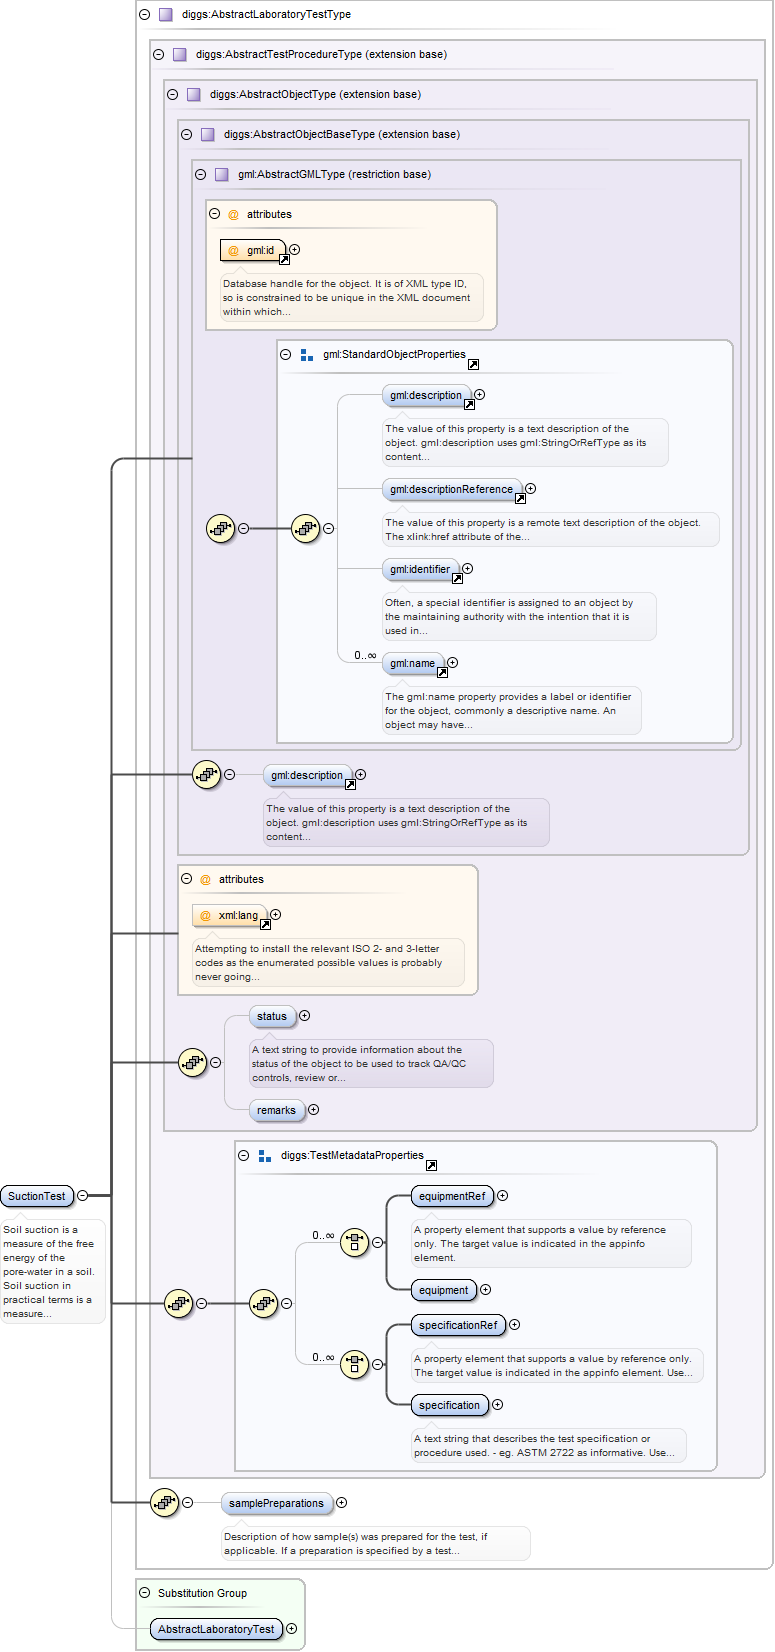 diggs:AbstractLaboratoryTestType
diggs:AbstractTestProcedureType (extension base)
diggs:AbstractObjectType (extension base)
diggs:AbstractObjectBaseType (extension base)
gml:AbstractGMLType (restriction base)
@ attributes
@ gml:id
Database handle for the object. It is of XML type ID,
so is constrained to be unique in the XML document
within which...
gml:StandardObjectProperties
gml:description
The value of this property is a text description of the
object. gml:description uses gml:StringOrRefType as its
content...
gml:descriptionReference
The value of this property is a remote text description of the object.
The xlink:href attribute of the...
gml:identifier
Often, a special identifier is assigned to an object by
the maintaining authority with the intention that it is
used in...
0..∞
gml:name
The gml:name property provides a label or identifier
for the object, commonly a descriptive name. An
object may have...
gml:description
The value of this property is a text description of the
object. gml:description uses gml:StringOrRefType as its
content...
@ attributes
@ xml:lang
Attempting to install the relevant ISO 2- and 3-letter
codes as the enumerated possible values is probably
never going...
status
A text string to provide information about the
status of the object to be used to track QA/QC
controls, review or...
remarks
diggs:TestMetadataProperties
SuctionTest
Soil suction is a
measure of the free
energy of the
pore-water in a soil.
Soil suction in
practical terms is a
measure...
0..∞
equipmentRef
A property element that supports a value by reference
only. The target value is indicated in the appinfo
element.
equipment
0..∞
specificationRef
A property element that supports a value by reference only.
The target value is indicated in the appinfo element. Use...
specification
A text string that describes the test specification or
procedure used. - eg. ASTM 2722 as informative. Use...
samplePreparations
Description of how sample(s) was prepared for the test, if
applicable. If a preparation is specified by a test...
Substitution Group
AbstractLaboratoryTest